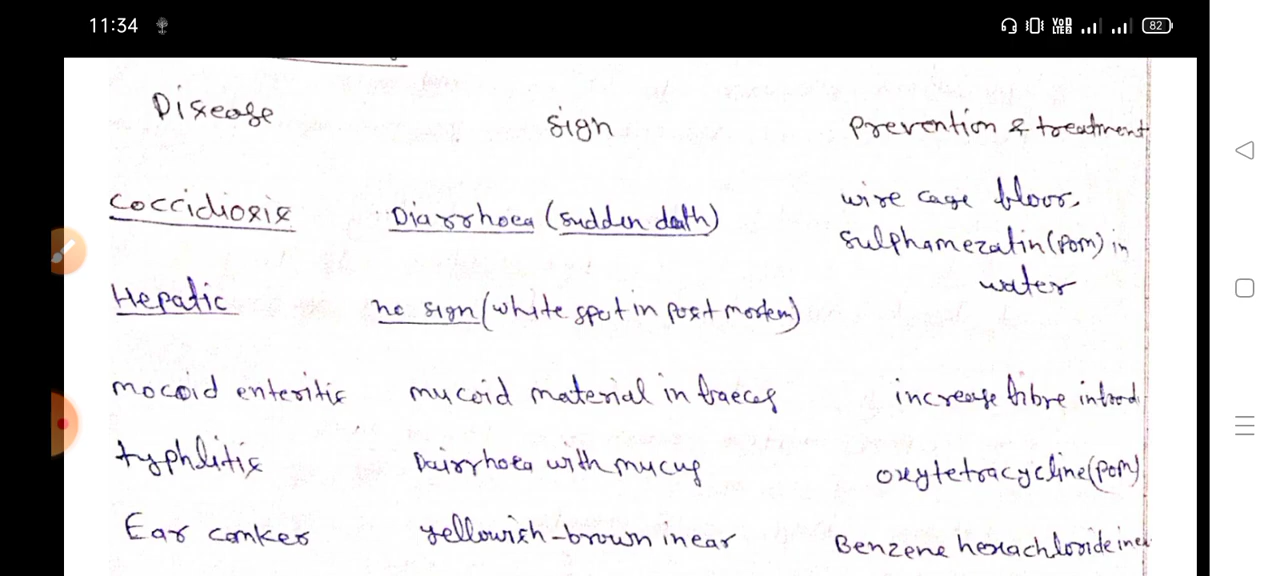 11:34 82
Disease sign prevention & treatment
coccidiosis Diarrhoea (sudden death) wire cage floor,
sulphamezatin (pom) in
water
Hepatic no sign (white spot in post mortem)
mocoid enteritis mucoid material in faeces increase fibre in food
typhlitis Dairrhoea with mucus oxytetracycline (pom)
Ear canker yellowish-brown in ear Benzene hexachloride in